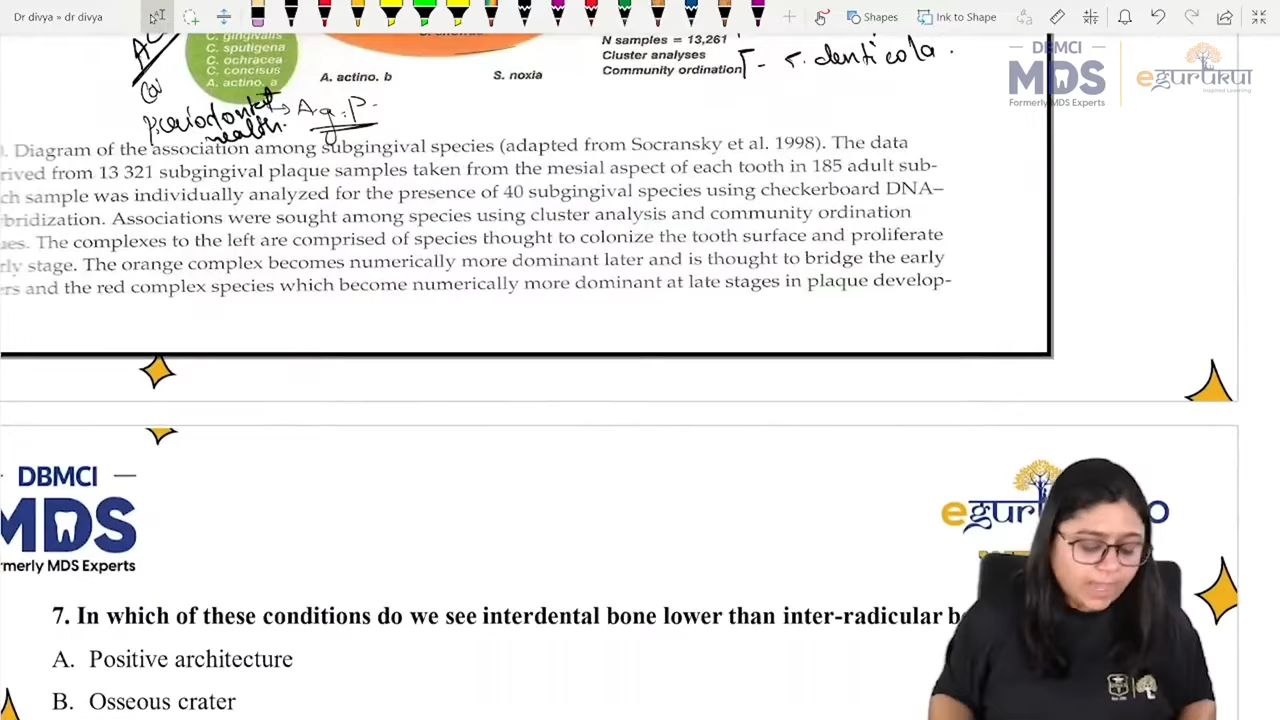 Dr divya » dr divya
Shapes
Ink to Shape
C. gingivalis
C. sputigena
C. ochracea
C. concisus
A. actino. a
A. actino. b
S. noxia
N samples = 13,261
Cluster analyses
Community ordination
T - T. denticola.
DBMCI
MDS
Formerly MDS Experts
egurukul
Inspired Learning
periodontal
health.
→ Ag.P.
). Diagram of the association among subgingival species (adapted from Socransky et al. 1998). The data
rived from 13 321 subgingival plaque samples taken from the mesial aspect of each tooth in 185 adult sub-
ch sample was individually analyzed for the presence of 40 subgingival species using checkerboard DNA–
bridization. Associations were sought among species using cluster analysis and community ordination
ues. The complexes to the left are comprised of species thought to colonize the tooth surface and proliferate
rly stage. The orange complex becomes numerically more dominant later and is thought to bridge the early
ers and the red complex species which become numerically more dominant at late stages in plaque develop-
DBMCI
MDS
rmerly MDS Experts
egur
7. In which of these conditions do we see interdental bone lower than inter-radicular b
A. Positive architecture
B. Osseous crater